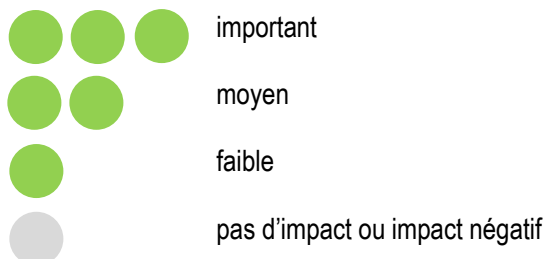 important
moyen
faible
pas d’impact ou impact négatif